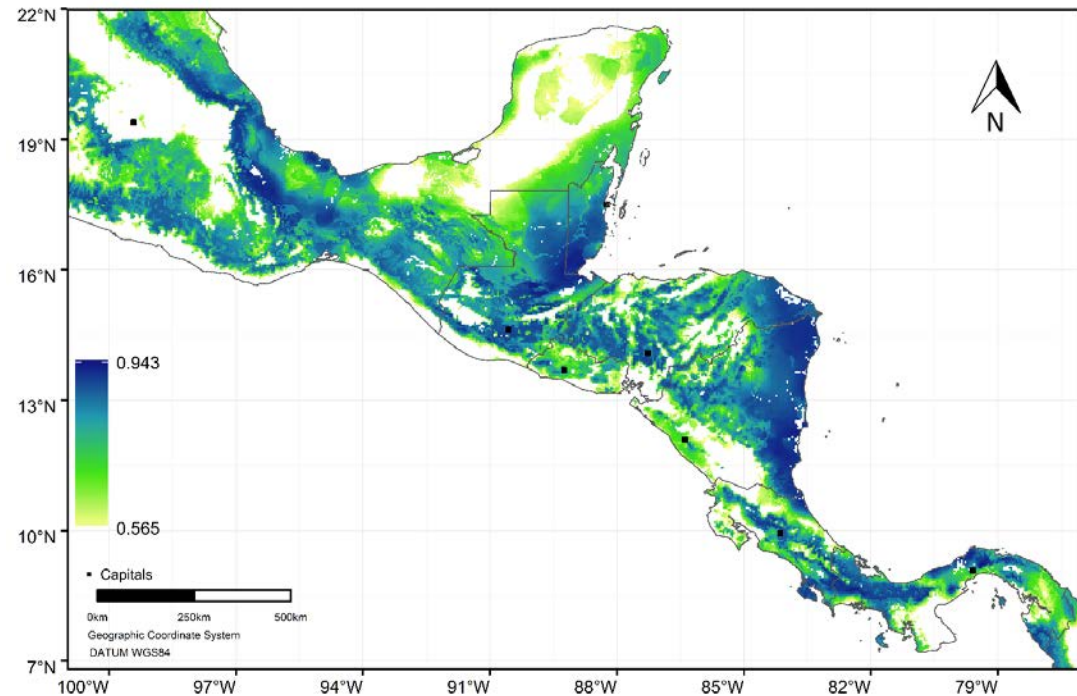 22°N
19°N
16°N
13°N
10°N
7°N
N
0.943
0.565
Capitals
0km 250km 500km
Geographic Coordinate System
DATUM WGS84
100°W 97°W 94°W 91°W 88°W 85°W 82°W 79°W